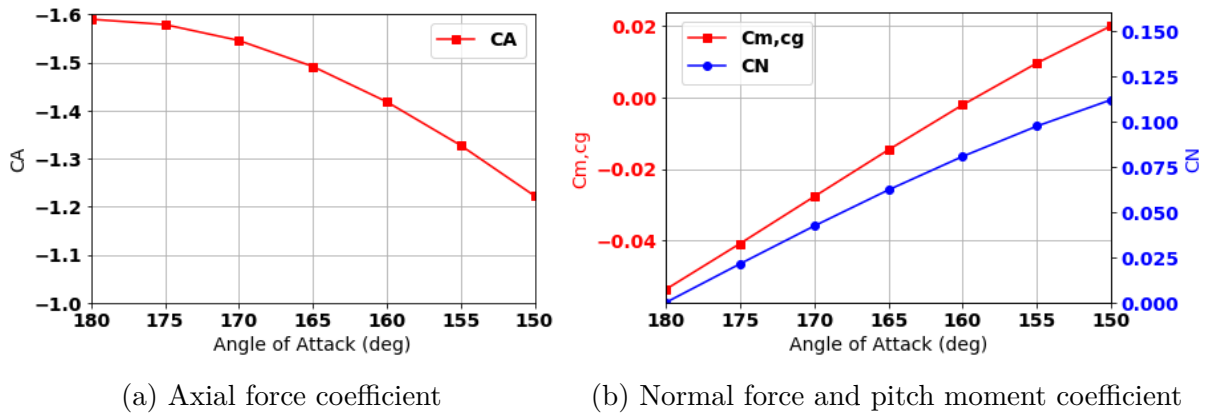 −1.6
−1.5
−1.4
−1.3
−1.2
−1.1
−1.0
CA
CA
180 175 170 165 160 155 150
Angle of Attack (deg)
(a) Axial force coefficient
0.02
0.00
−0.02
−0.04
Cm,cg
Cm,cg
CN
0.150
0.125
0.100
0.075
0.050
0.025
0.000
CN
180 175 170 165 160 155 150
Angle of Attack (deg)
(b) Normal force and pitch moment coefficient